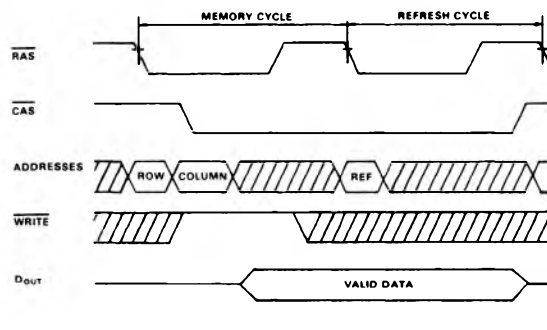 MEMORY CYCLE REFRESH CYCLE
RAS
CAS
ADDRESSES ROW COLUMN REF
WRITE
DOUT VALID DATA